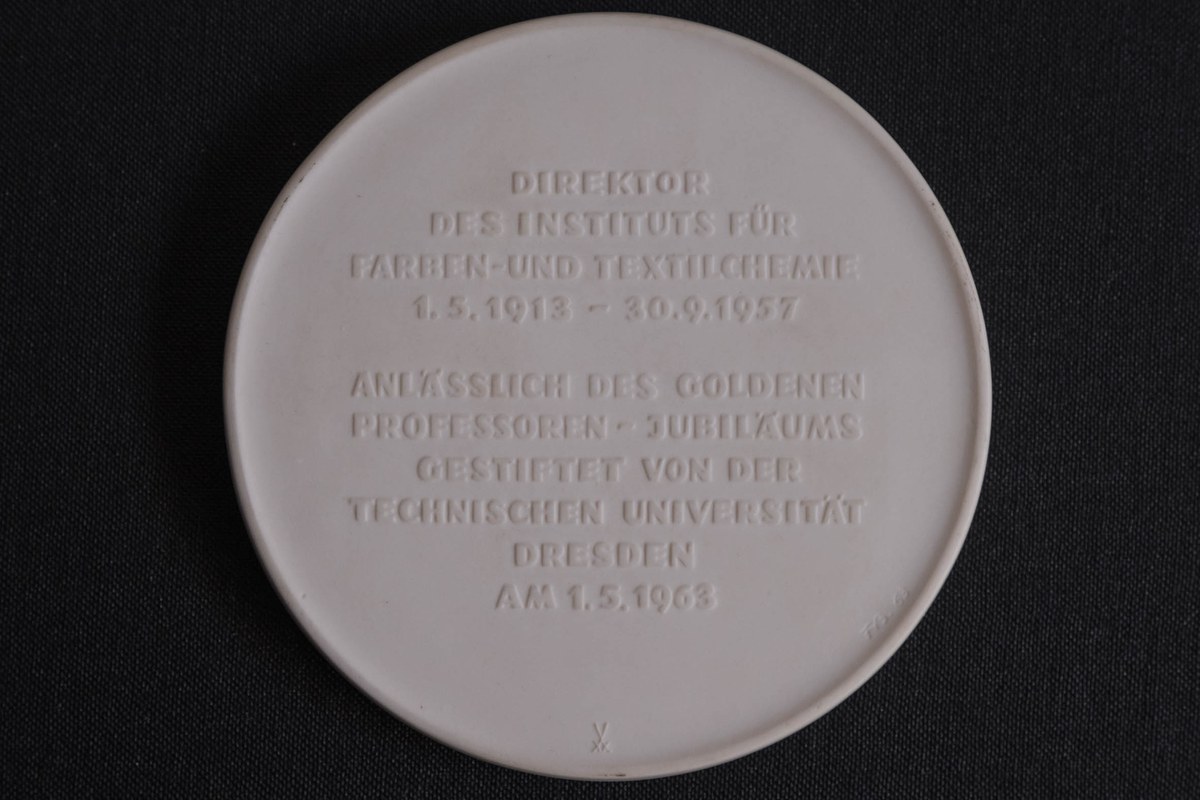 DIREKTOR
DES INSTITUTS FÜR
FARBEN-UND TEXTILCHEMIE
1.5.1913 - 30.9.1957
ANLÄSSLICH DES GOLDENEN
PROFESSOREN-JUBILÄUMS
GESTIFTET VON DER
TECHNISCHEN UNIVERSITÄT
DRESDEN
AM 1.5.1963